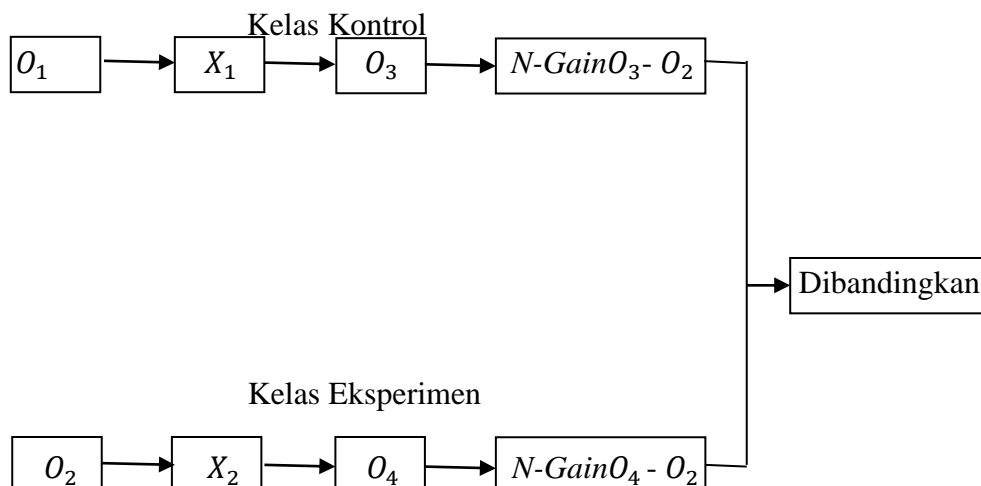 Kelas Kontrol
O₁ X₁ O₃ N-GainO₃- O₂
Dibandingkan
Kelas Eksperimen
O₂ X₂ O₄ N-GainO₄ - O₂